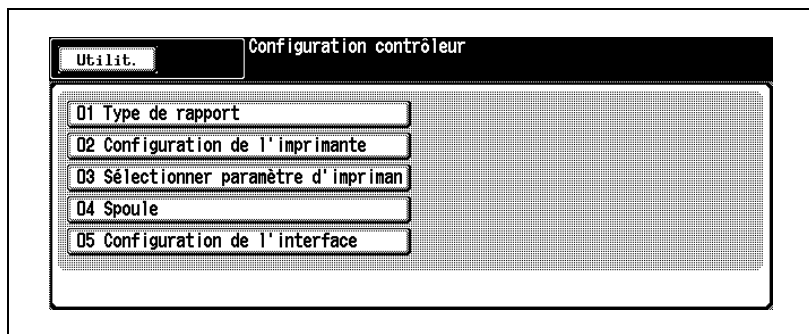 Configuration contrôleur
Utilit.
01 Type de rapport
02 Configuration de l'imprimante
03 Sélectionner paramètre d'impriman
04 Spoule
05 Configuration de l'interface